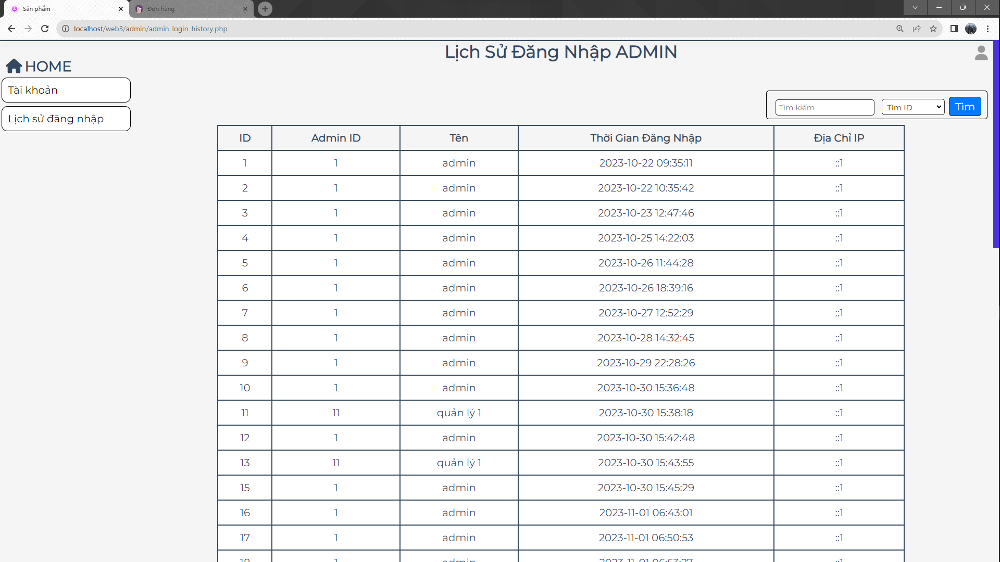 Sản phẩm
Đơn hàng
localhost/web3/admin/admin_login_history.php
Lịch Sử Đăng Nhập ADMIN
HOME
Tài khoản
Lịch sử đăng nhập
Tìm kiếm Tìm ID Tìm
ID Admin ID Tên Thời Gian Đăng Nhập Địa Chỉ IP
1 1 admin 2023-10-22 09:35:11 ::1
2 1 admin 2023-10-22 10:35:42 ::1
3 1 admin 2023-10-23 12:47:46 ::1
4 1 admin 2023-10-25 14:22:03 ::1
5 1 admin 2023-10-26 11:44:28 ::1
6 1 admin 2023-10-26 18:39:16 ::1
7 1 admin 2023-10-27 12:52:29 ::1
8 1 admin 2023-10-28 14:32:45 ::1
9 1 admin 2023-10-29 22:28:26 ::1
10 1 admin 2023-10-30 15:36:48 ::1
11 11 quản lý 1 2023-10-30 15:38:18 ::1
12 1 admin 2023-10-30 15:42:48 ::1
13 11 quản lý 1 2023-10-30 15:43:55 ::1
15 1 admin 2023-10-30 15:45:29 ::1
16 1 admin 2023-11-01 06:43:01 ::1
17 1 admin 2023-11-01 06:50:53 ::1
18 1 admin 2023-11-01 06:53:27 ::1